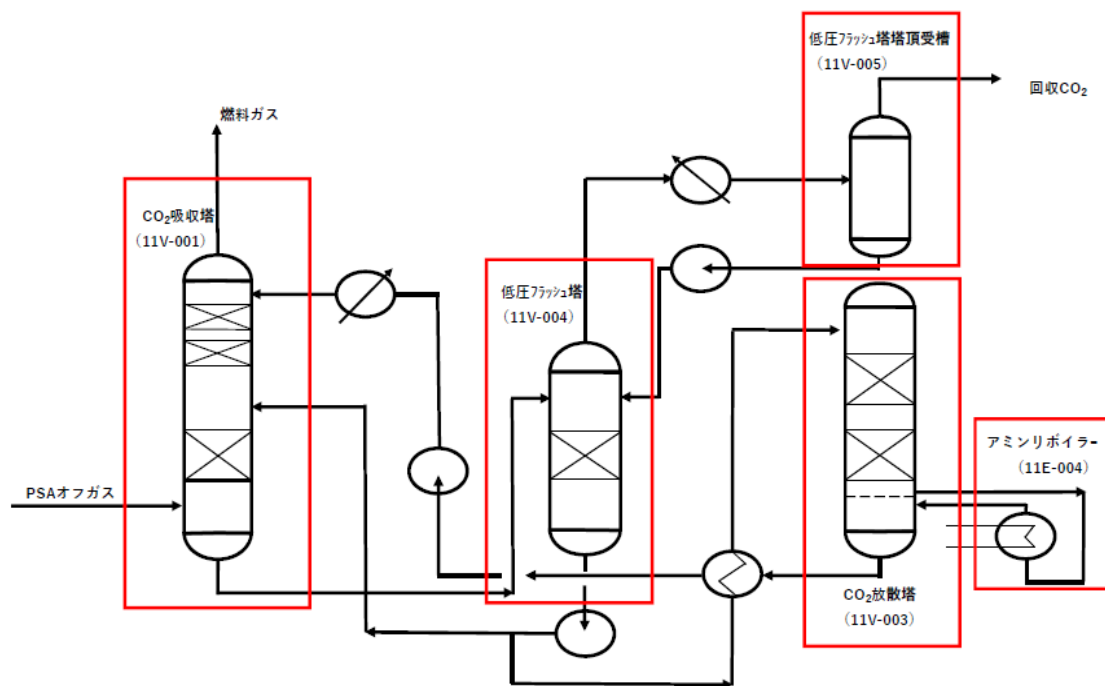 低圧フラッシュ塔塔頂受槽
（11V-005）
回収CO₂
燃料ガス
CO₂吸収塔
（11V-001）
低圧フラッシュ塔
（11V-004）
アミンリボイラー
（11E-004）
PSAオフガス
CO₂放散塔
（11V-003）